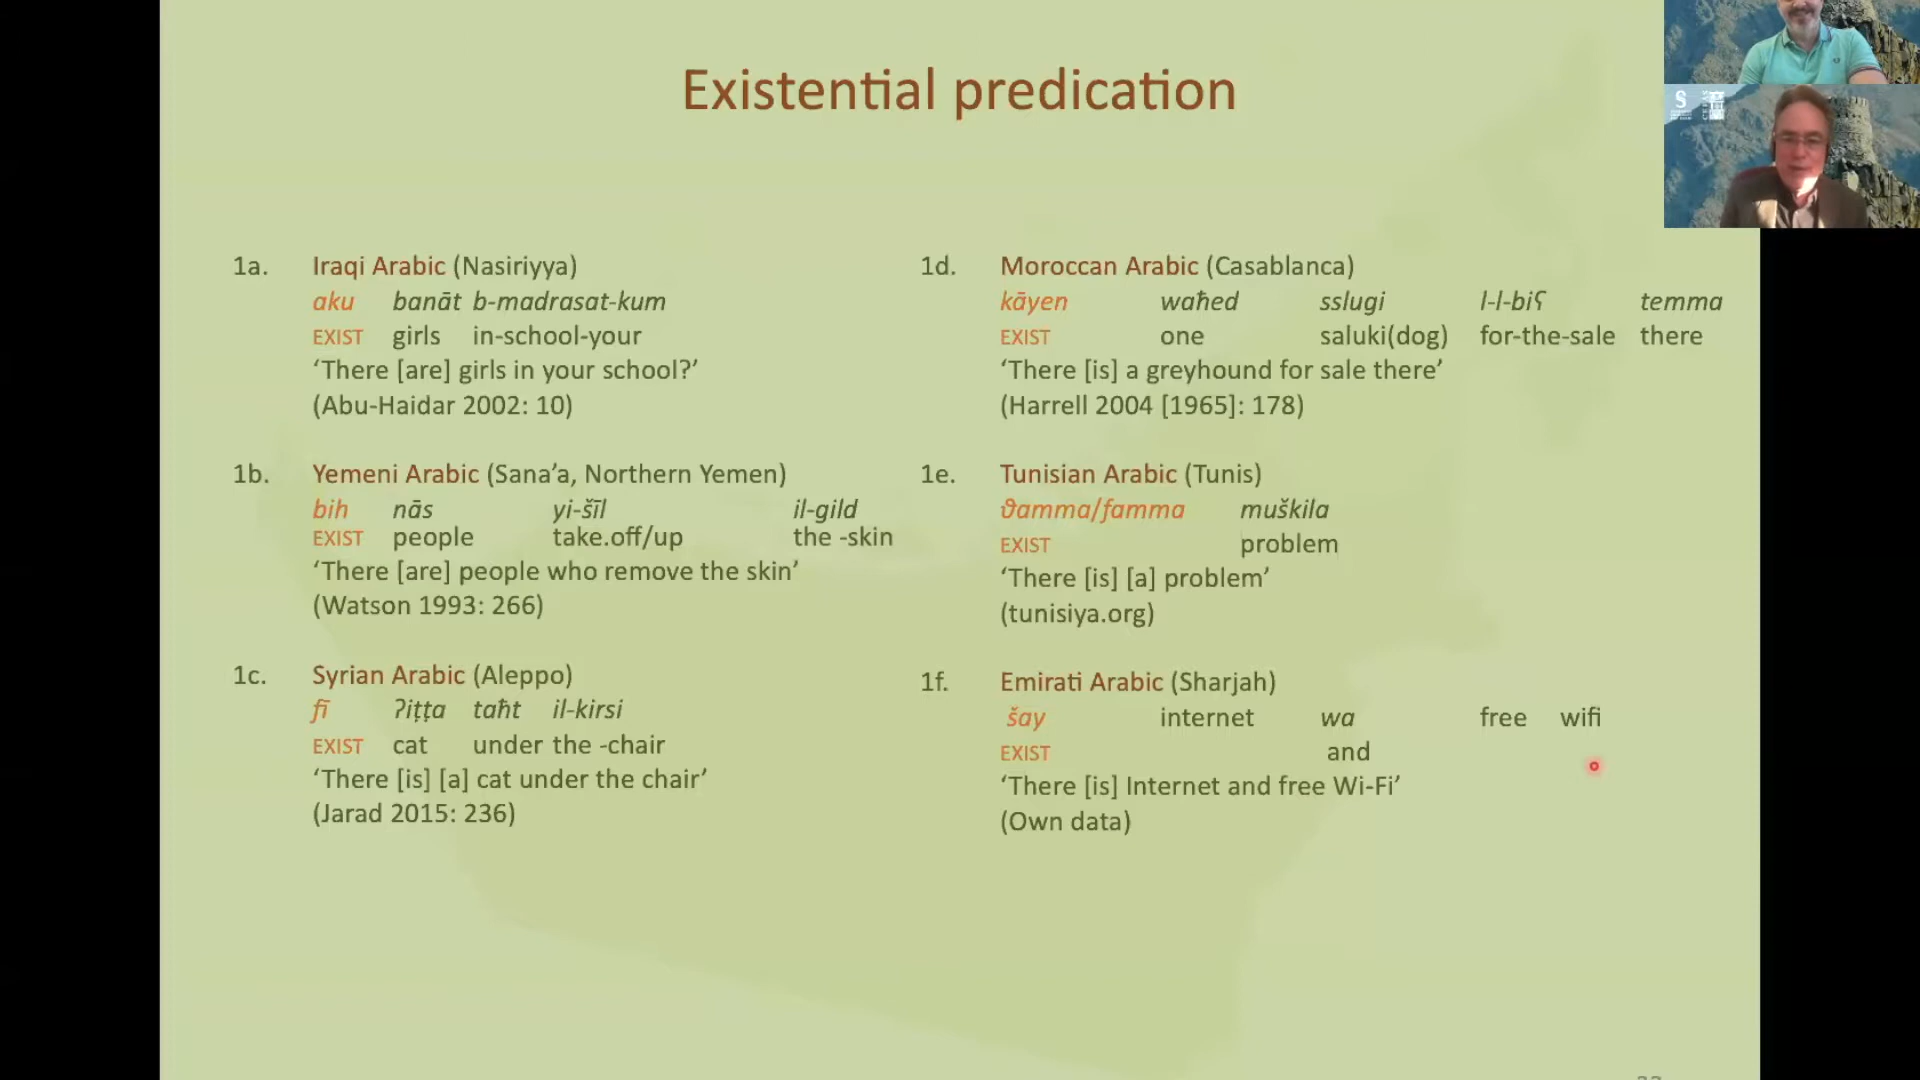 Existential predication
1a. Iraqi Arabic (Nasiriyya)
aku banāt b-madrasat-kum
EXIST girls in-school-your
‘There [are] girls in your school?’
(Abu-Haidar 2002: 10)
1b. Yemeni Arabic (Sana’a, Northern Yemen)
bih nās yi-šīl il-gild
EXIST people take.off/up the -skin
‘There [are] people who remove the skin’
(Watson 1993: 266)
1c. Syrian Arabic (Aleppo)
fī ʔiṭṭa taħt il-kirsi
EXIST cat under the -chair
‘There [is] [a] cat under the chair’
(Jarad 2015: 236)
1d. Moroccan Arabic (Casablanca)
kāyen waħed sslugi l-l-biʕ temma
EXIST one saluki(dog) for-the-sale there
‘There [is] a greyhound for sale there’
(Harrell 2004 [1965]: 178)
1e. Tunisian Arabic (Tunis)
ϑamma/famma muškila
EXIST problem
‘There [is] [a] problem’
(tunisiya.org)
1f. Emirati Arabic (Sharjah)
šay internet wa free wifi
EXIST and
‘There [is] Internet and free Wi-Fi’
(Own data)
S